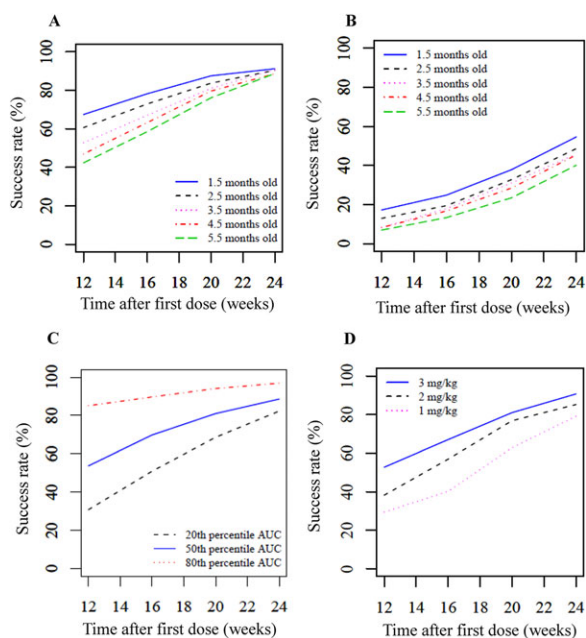 A
Success rate (%)
0 20 40 60 80 100
1.5 months old
2.5 months old
3.5 months old
4.5 months old
5.5 months old
12 14 16 18 20 22 24
Time after first dose (weeks)
B
Success rate (%)
0 20 40 60 80 100
1.5 months old
2.5 months old
3.5 months old
4.5 months old
5.5 months old
12 14 16 18 20 22 24
Time after first dose (weeks)
C
Success rate (%)
0 20 40 60 80 100
20th percentile AUC
50th percentile AUC
80th percentile AUC
12 14 16 18 20 22 24
Time after first dose (weeks)
D
Success rate (%)
0 20 40 60 80 100
3 mg/kg
2 mg/kg
1 mg/kg
12 14 16 18 20 22 24
Time after first dose (weeks)